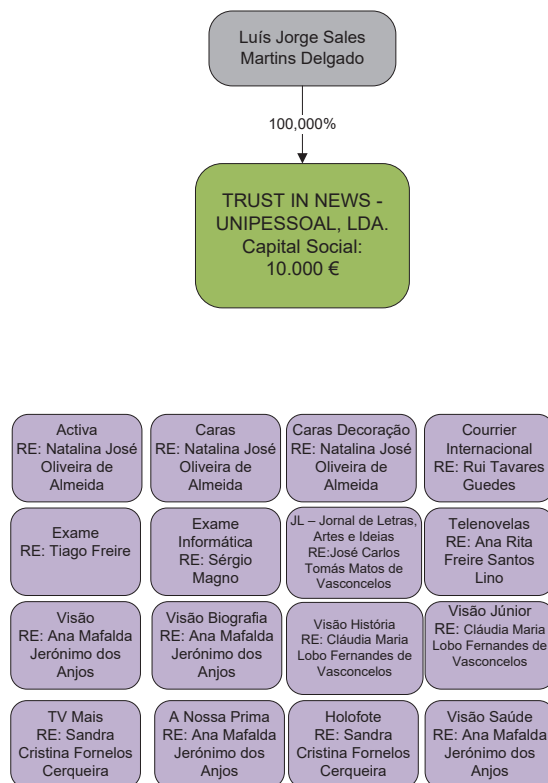 Luís Jorge Sales
Martins Delgado
100,000%
TRUST IN NEWS -
UNIPESSOAL, LDA.
Capital Social:
10.000 €
Activa
RE: Natalina José
Oliveira de
Almeida
Caras
RE: Natalina José
Oliveira de
Almeida
Caras Decoração
RE: Natalina José
Oliveira de
Almeida
Courrier
Internacional
RE: Rui Tavares
Guedes
Exame
RE: Tiago Freire
Exame
Informática
RE: Sérgio
Magno
JL – Jornal de Letras,
Artes e Ideias
RE:José Carlos
Tomás Matos de
Vasconcelos
Telenovelas
RE: Ana Rita
Freire Santos
Lino
Visão
RE: Ana Mafalda
Jerónimo dos
Anjos
Visão Biografia
RE: Ana Mafalda
Jerónimo dos
Anjos
Visão História
RE: Cláudia Maria
Lobo Fernandes de
Vasconcelos
Visão Júnior
RE: Cláudia Maria
Lobo Fernandes de
Vasconcelos
TV Mais
RE: Sandra
Cristina Fornelos
Cerqueira
A Nossa Prima
RE: Ana Mafalda
Jerónimo dos
Anjos
Holofote
RE: Sandra
Cristina Fornelos
Cerqueira
Visão Saúde
RE: Ana Mafalda
Jerónimo dos
Anjos